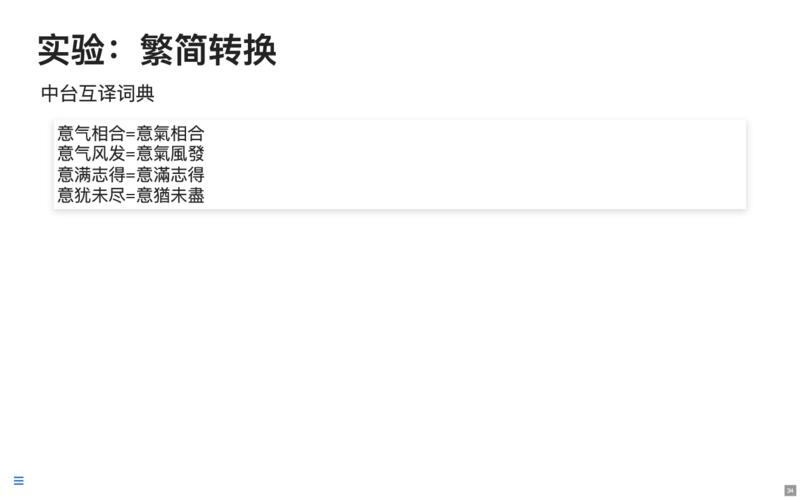 实验：繁简转换
中台互译词典
意气相合=意氣相合
意气风发=意氣風發
意满志得=意滿志得
意犹未尽=意猶未盡
34